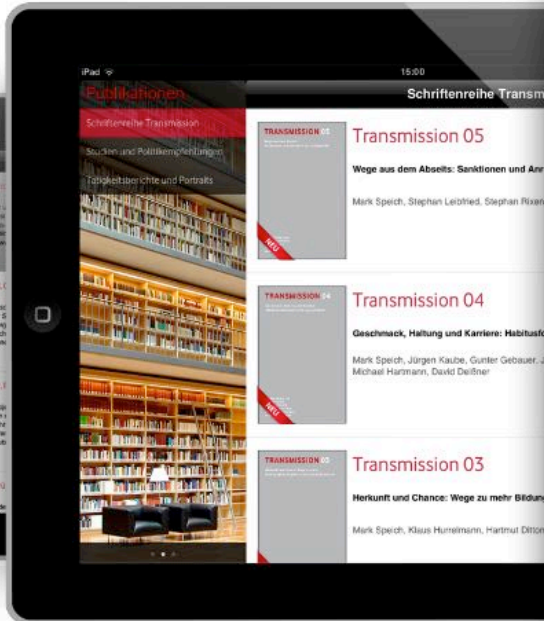 iPad
15:00
Publikationen
Schriftenreihe Transm
Schriftenreihe Transmission
Studien und Politikempfehlungen
Tätigkeitsberichte und Portraits
TRANSMISSION 05
NEU
Transmission 05
Wege aus dem Abseits: Sanktionen und Anr
Mark Speich, Stephan Leibfried, Stephan Rixen
TRANSMISSION 04
NEU
Transmission 04
Geschmack, Haltung und Karriere: Habitusfo
Mark Speich, Jürgen Kaube, Gunter Gebauer, J
Michael Hartmann, David Deißner
TRANSMISSION 03
Transmission 03
Herkunft und Chance: Wege zu mehr Bildung
Mark Speich, Klaus Hurrelmann, Hartmut Ditton